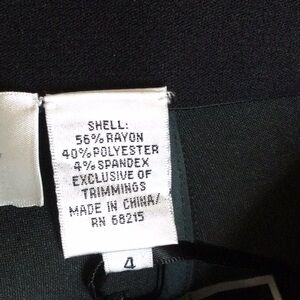 SHELL:
56% RAYON
40% POLYESTER
4% SPANDEX
EXCLUSIVE OF
TRIMMINGS
MADE IN CHINA/
RN 68215
4